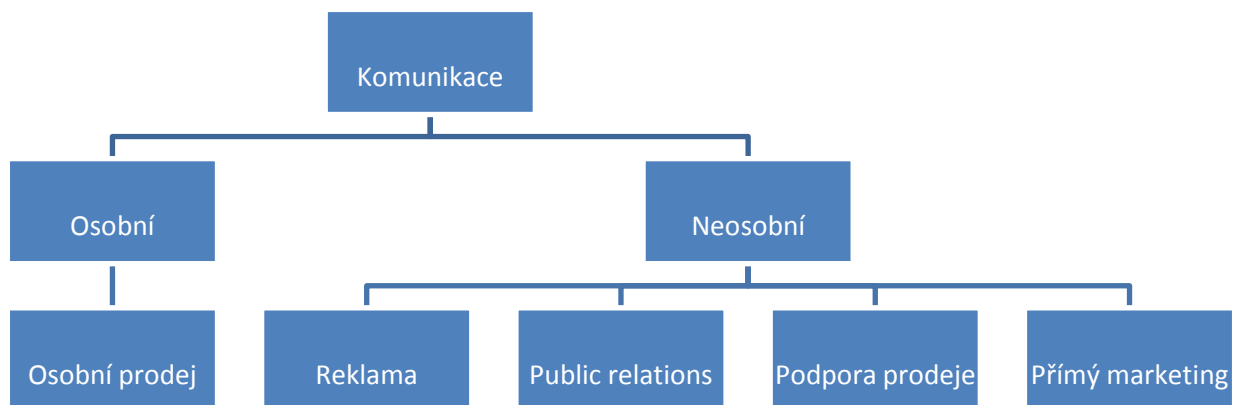 Komunikace
Osobní
Neosobní
Osobní prodej
Reklama
Public relations
Podpora prodeje
Přímý marketing